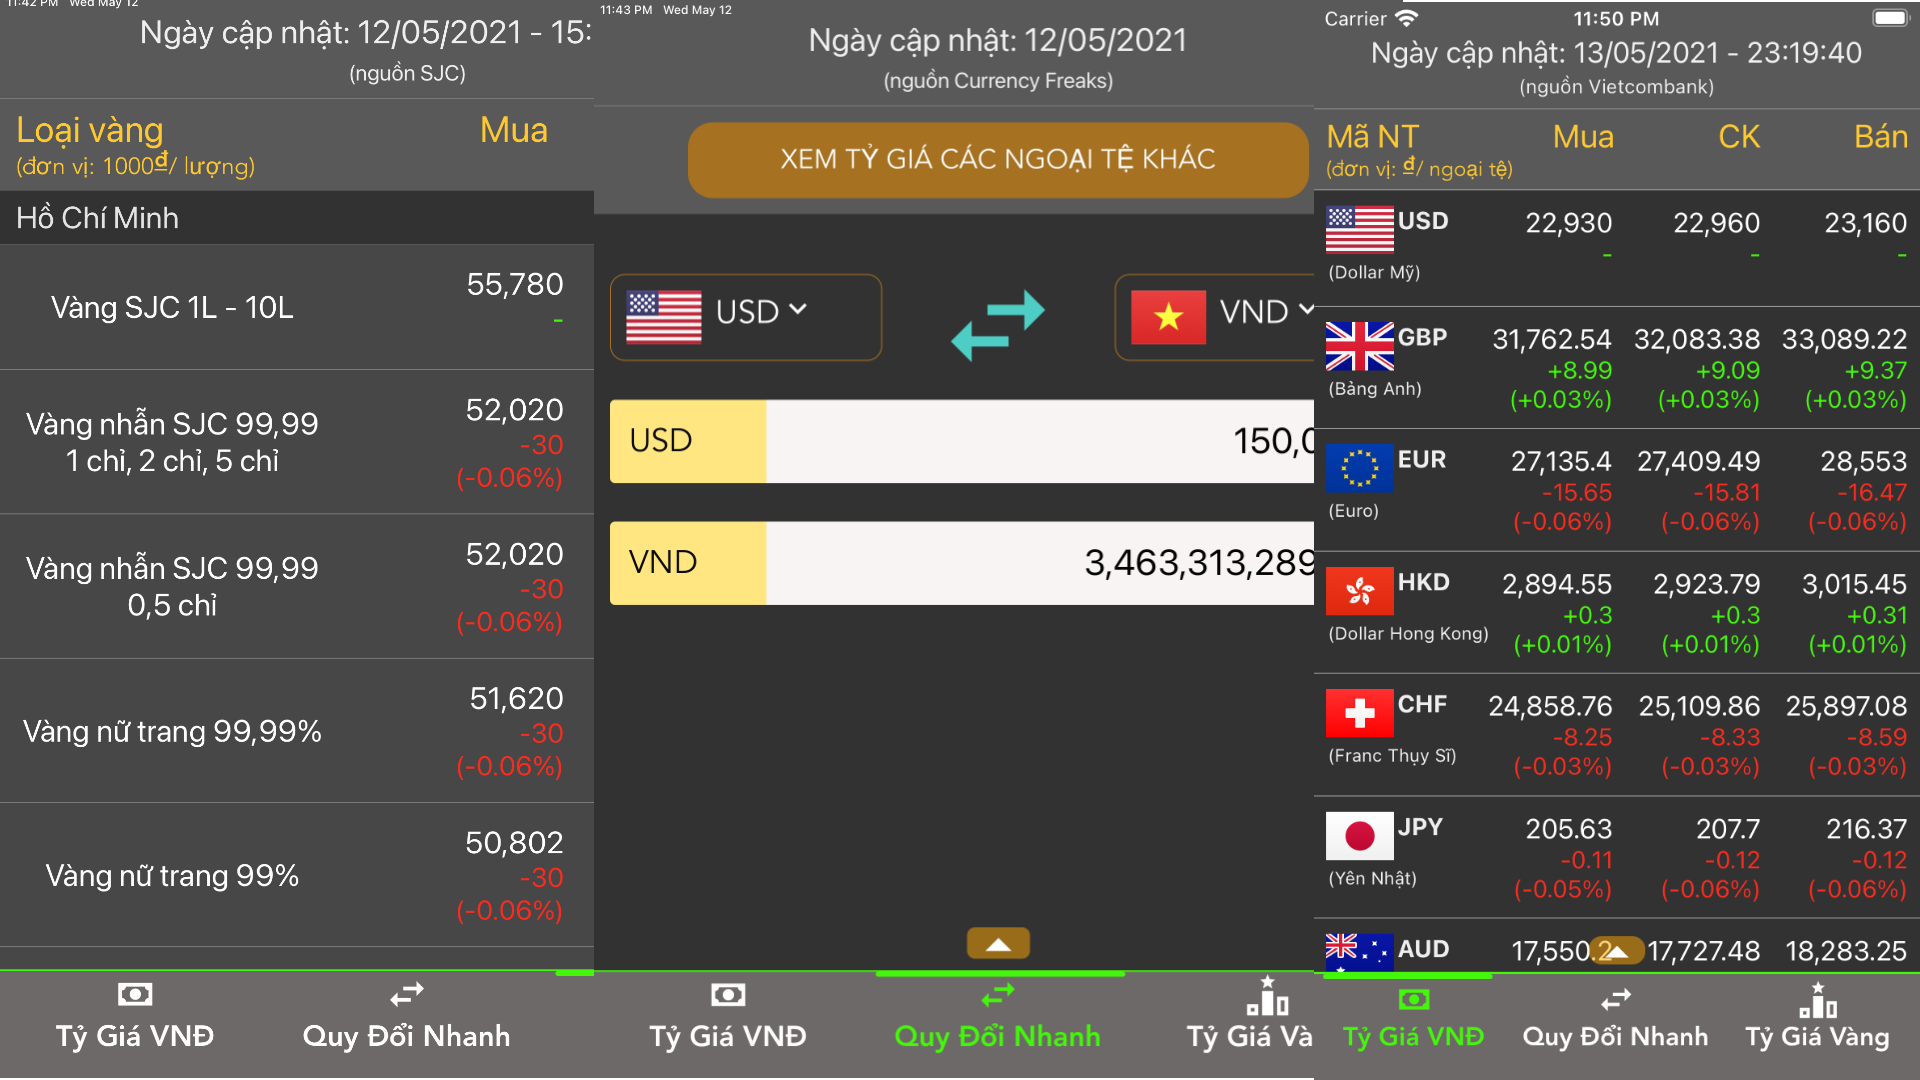 11:42 PM Wed May 12
Ngày cập nhật: 12/05/2021 - 15:
(nguồn SJC)
Loại vàng Mua
(đơn vị: 1000₫/ lượng)
Hồ Chí Minh
Vàng SJC 1L - 10L 55,780
-
Vàng nhẫn SJC 99,99
1 chỉ, 2 chỉ, 5 chỉ
52,020
-30
(-0.06%)
Vàng nhẫn SJC 99,99
0,5 chỉ
52,020
-30
(-0.06%)
Vàng nữ trang 99,99%
51,620
-30
(-0.06%)
Vàng nữ trang 99%
50,802
-30
(-0.06%)
Tỷ Giá VNĐ Quy Đổi Nhanh
11:43 PM Wed May 12
Ngày cập nhật: 12/05/2021
(nguồn Currency Freaks)
XEM TỶ GIÁ CÁC NGOẠI TỆ KHÁC
USD VND
USD 150,0
VND 3,463,313,289
Tỷ Giá VNĐ Quy Đổi Nhanh Tỷ Giá Và
Carrier 11:50 PM
Ngày cập nhật: 13/05/2021 - 23:19:40
(nguồn Vietcombank)
Mã NT Mua CK Bán
(đơn vị: ₫/ ngoại tệ)
USD 22,930 22,960 23,160
- - -
(Dollar Mỹ)
GBP 31,762.54 32,083.38 33,089.22
+8.99 +9.09 +9.37
(Bảng Anh) (+0.03%) (+0.03%) (+0.03%)
EUR 27,135.4 27,409.49 28,553
-15.65 -15.81 -16.47
(Euro) (-0.06%) (-0.06%) (-0.06%)
HKD 2,894.55 2,923.79 3,015.45
+0.3 +0.3 +0.31
(Dollar Hong Kong) (+0.01%) (+0.01%) (+0.01%)
CHF 24,858.76 25,109.86 25,897.08
-8.25 -8.33 -8.59
(Franc Thụy Sĩ) (-0.03%) (-0.03%) (-0.03%)
JPY 205.63 207.7 216.37
-0.11 -0.12 -0.12
(Yên Nhật) (-0.05%) (-0.06%) (-0.06%)
AUD 17,550.2 17,727.48 18,283.25
Tỷ Giá VNĐ Quy Đổi Nhanh Tỷ Giá Vàng